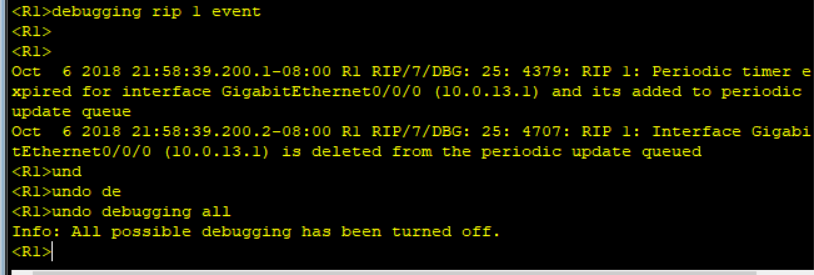 <R1>debugging rip 1 event
<R1>
<R1>
Oct  6 2018 21:58:39.200.1-08:00 R1 RIP/7/DBG: 25: 4379: RIP 1: Periodic timer e
xpired for interface GigabitEthernet0/0/0 (10.0.13.1) and its added to periodic
update queue
Oct  6 2018 21:58:39.200.2-08:00 R1 RIP/7/DBG: 25: 4707: RIP 1: Interface Gigabi
tEthernet0/0/0 (10.0.13.1) is deleted from the periodic update queued
<R1>und
<R1>undo de
<R1>undo debugging all
Info: All possible debugging has been turned off.
<R1>